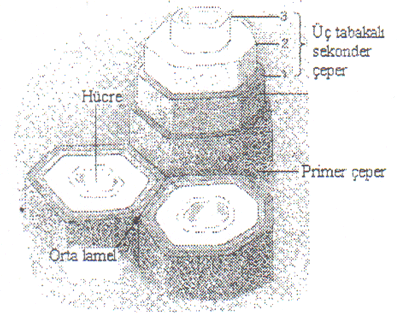 3
Üç tabakalı
2
sekonder
çeper
1
Hücre
Primer çeper
Orta lamel